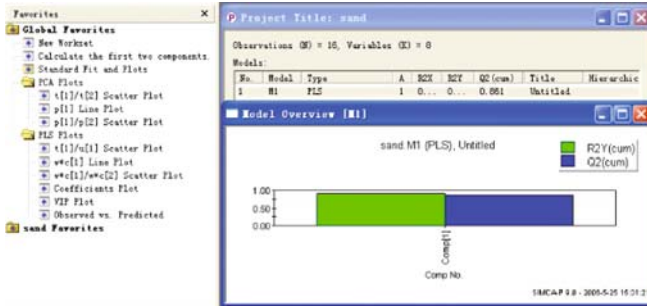 Favorites
Global Favorites
New Workset
Calculate the first two components.
Standard Fit and Plots
PCA Plots
t[1]/t[2] Scatter Plot
p[1] Line Plot
p[1]/p[2] Scatter Plot
PLS Plots
t[1]/u[1] Scatter Plot
w*c[1] Line Plot
w*c[1]/w*c[2] Scatter Plot
Coefficients Plot
VIP Plot
Observed vs. Predicted
sand Favorites
Project Title: sand
Observations (N) = 16, Variables (K) = 8
Models:
No. Model Type A R2X R2Y Q2(cum) Title Hierarchic
1 M1 PLS 1 0... 0... 0.861 Untitled
Model Overview [M1]
sand.M1 (PLS), Untitled
R2Y(cum)
Q2(cum)
1.00
0.50
0.00
Comp[1]
Comp No.
SIMCA-P 9.0 - 2005-5-25 15:31:21